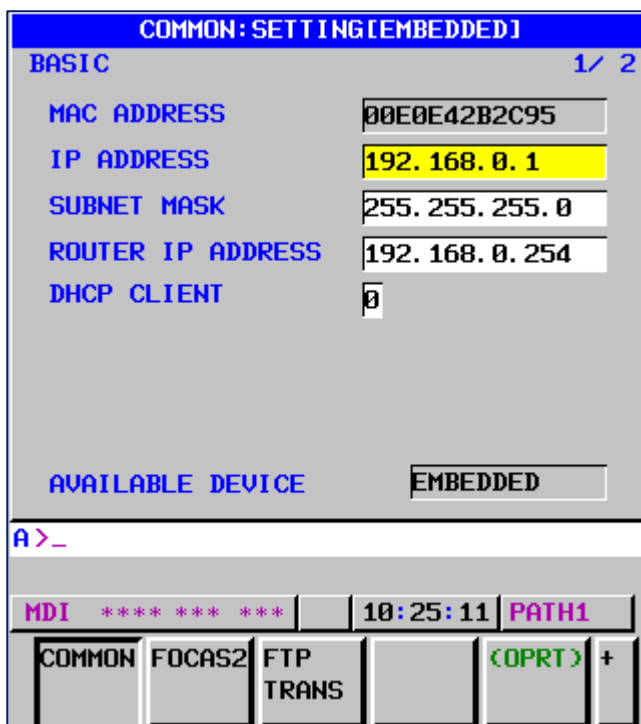 COMMON:SETTING[EMBEDDED]
BASIC 1/ 2
MAC ADDRESS 00E0E42B2C95
IP ADDRESS 192.168.0.1
SUBNET MASK 255.255.255.0
ROUTER IP ADDRESS 192.168.0.254
DHCP CLIENT 0
AVAILABLE DEVICE EMBEDDED
A>_
MDI **** *** *** 10:25:11 PATH1
COMMON FOCAS2 FTP TRANS (OPRT) +